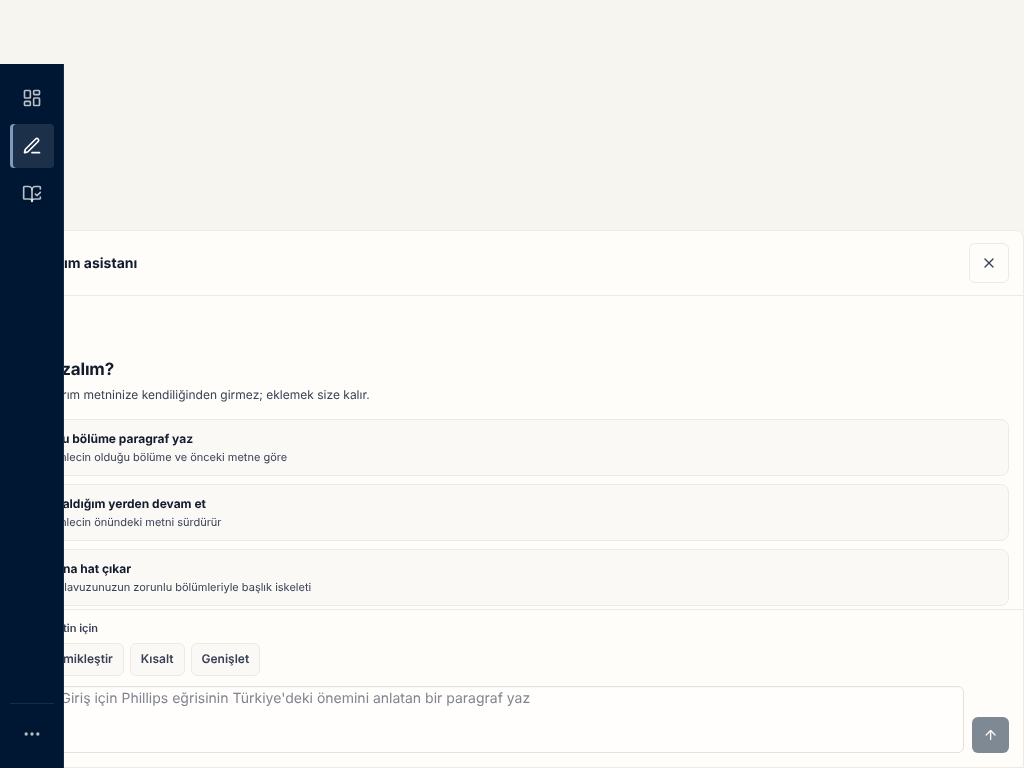 ım asistanı
zalım?
rım metninize kendiliğinden girmez; eklemek size kalır.
u bölüme paragraf yaz
nlecin olduğu bölüme ve önceki metne göre
aldığım yerden devam et
nlecin önündeki metni sürdürür
na hat çıkar
lavuzunuzun zorunlu bölümleriyle başlık iskeleti
tin için
mikleştir
Kısalt
Genişlet
Giriş için Phillips eğrisinin Türkiye'deki önemini anlatan bir paragraf yaz